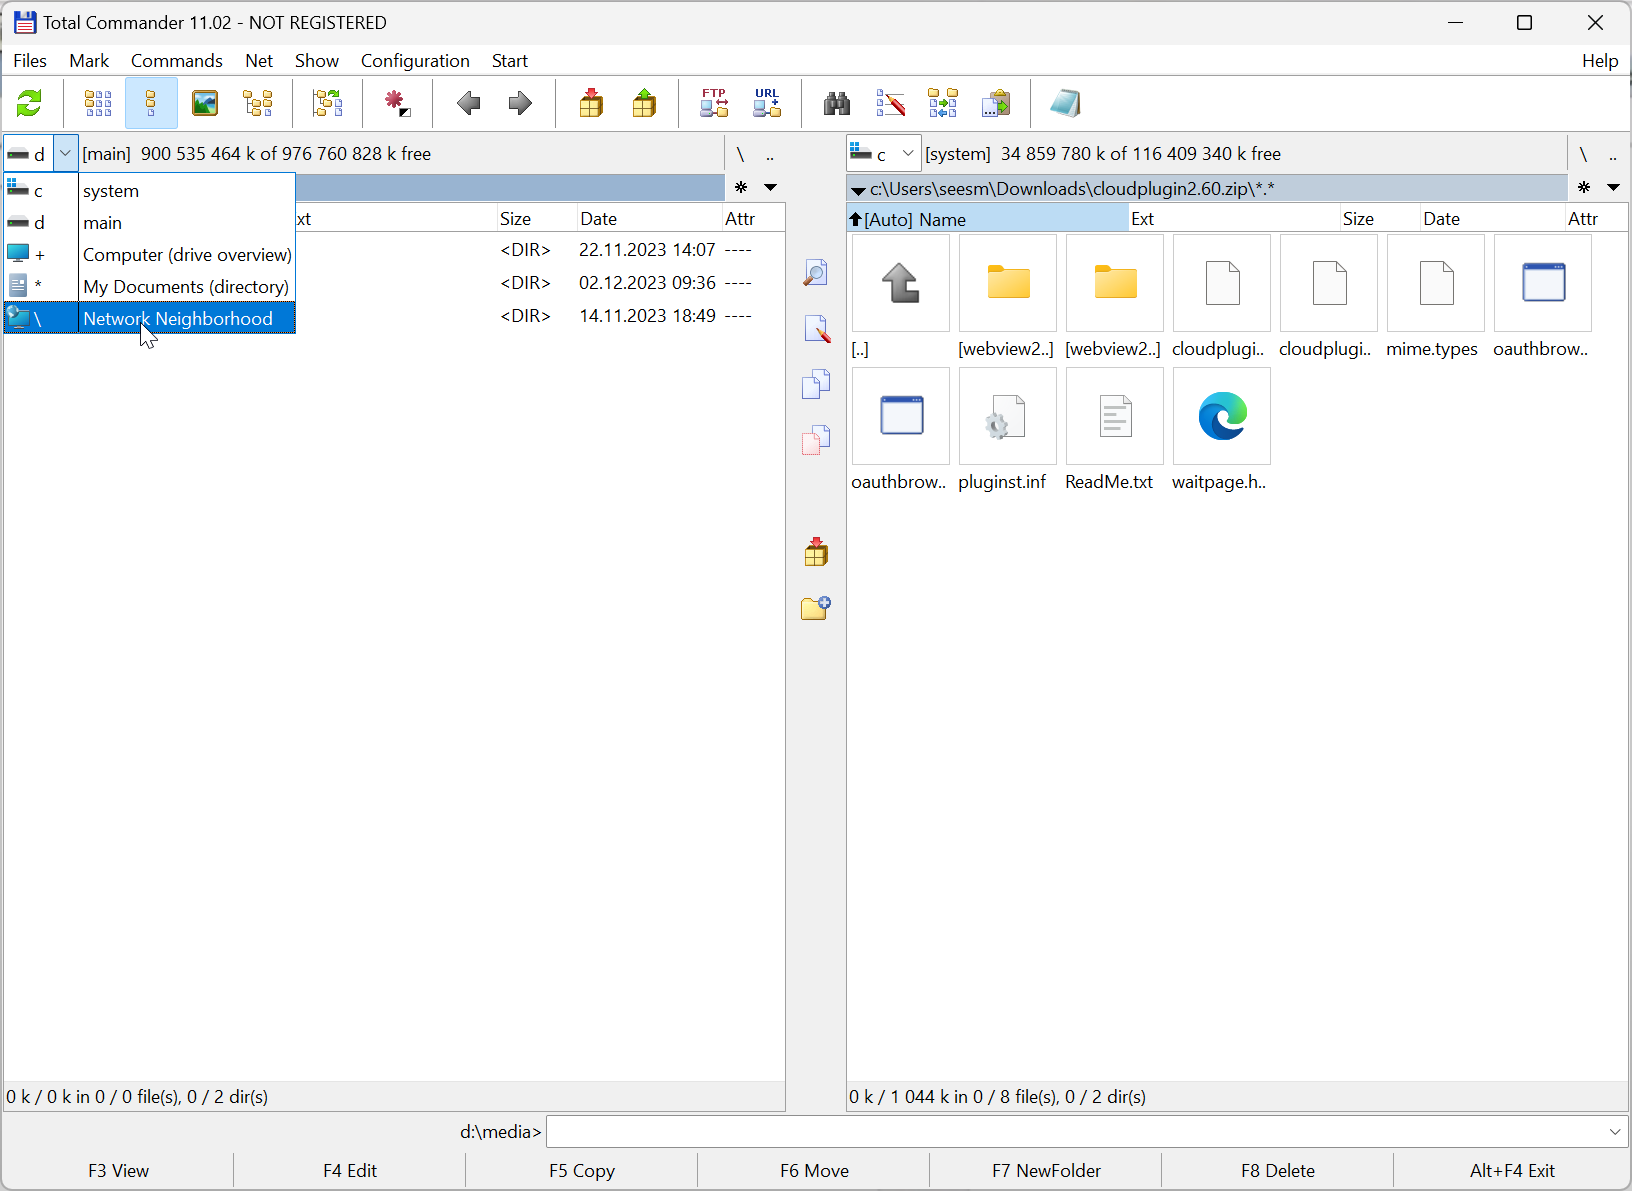 Total Commander 11.02 - NOT REGISTERED
Files Mark Commands Net Show Configuration Start Help
FTP URL
d [main] 900 535 464 k of 976 760 828 k free \ ..
c [system] 34 859 780 k of 116 409 340 k free \ ..
c system
d main
+ Computer (drive overview)
* My Documents (directory)
\ Network Neighborhood
* 
xt Size Date Attr
<DIR> 22.11.2023 14:07 ----
<DIR> 02.12.2023 09:36 ----
<DIR> 14.11.2023 18:49 ----
c:\Users\seesm\Downloads\cloudplugin2.60.zip\*.* *
[Auto] Name Ext Size Date Attr
[..] [webview2..] [webview2..] cloudplugi.. cloudplugi.. mime.types oauthbrow..
oauthbrow.. pluginst.inf ReadMe.txt waitpage.h..
0 k / 0 k in 0 / 0 file(s), 0 / 2 dir(s)
0 k / 1 044 k in 0 / 8 file(s), 0 / 2 dir(s)
d:\media>
F3 View F4 Edit F5 Copy F6 Move F7 NewFolder F8 Delete Alt+F4 Exit